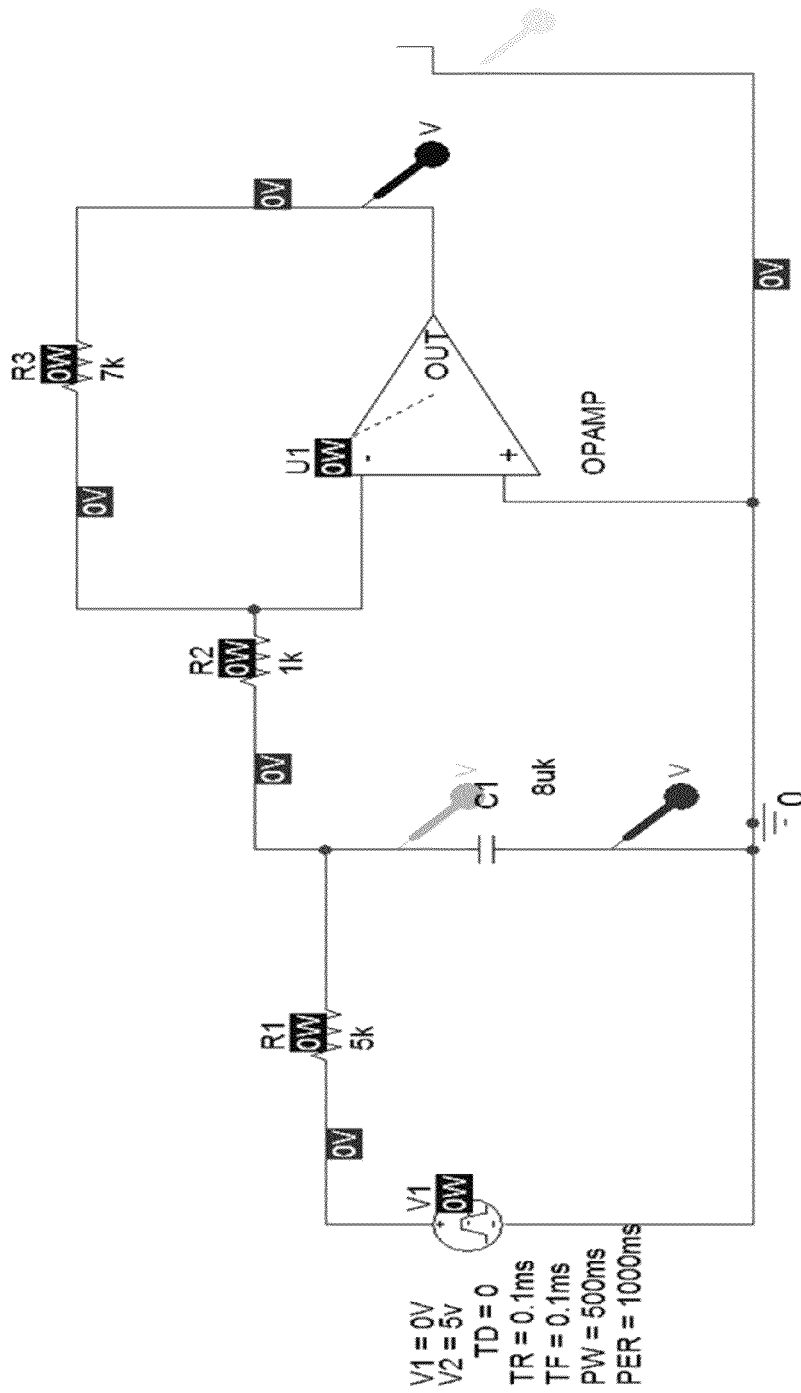 V1
0W
V1 = 0V
V2 = 5v
TD = 0
TR = 0.1ms
TF = 0.1ms
PW = 500ms
PER = 1000ms
0V
R1
0W
5k
V
C1
8uk
V
0
0V
R2
0W
1k
0V
R3
0W
7k
0V
V
U1
0W
-
+
OUT
OPAMP
0V